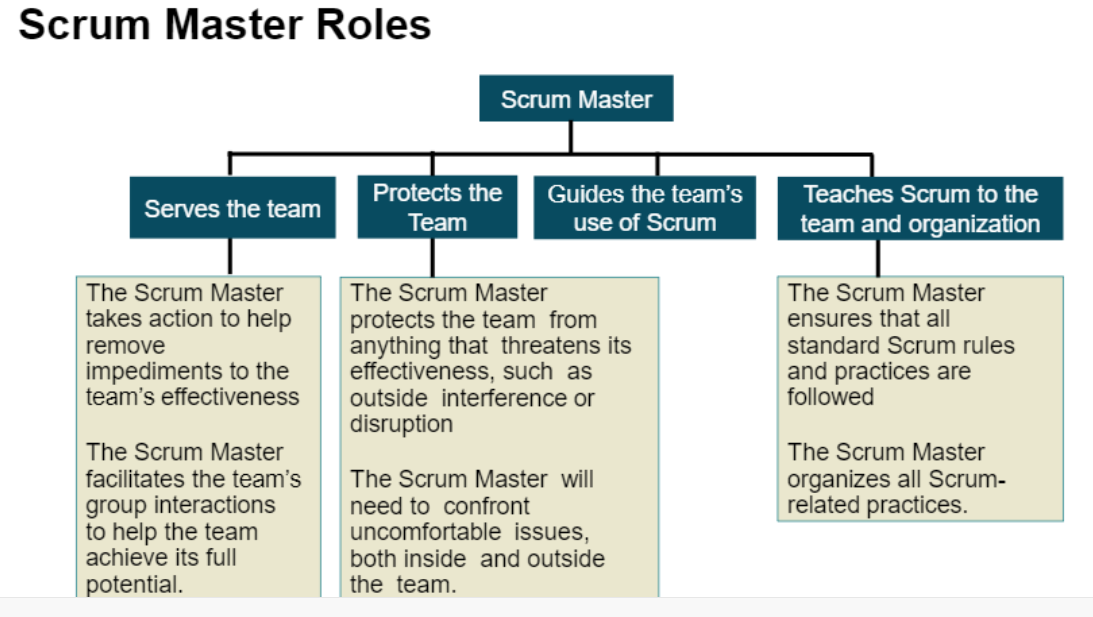 Scrum Master Roles
Scrum Master
Serves the team
Protects the
Team
Guides the team's
use of Scrum
Teaches Scrum to the
team and organization
The Scrum Master
takes action to help
remove
impediments to the
team's effectiveness
The Scrum Master
facilitates the team's
group interactions
to help the team
achieve its full
potential.
The Scrum Master
protects the team from
anything that threatens its
effectiveness, such as
outside interference or
disruption
The Scrum Master will
need to confront
uncomfortable issues,
both inside and outside
the team.
The Scrum Master
ensures that all
standard Scrum rules
and practices are
followed
The Scrum Master
organizes all Scrum-
related practices.